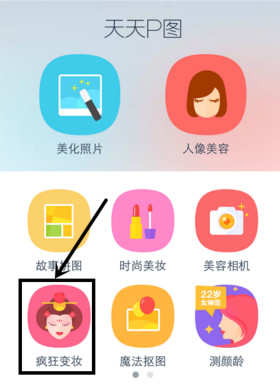 天天P图
美化照片
人像美容
故事拼图
时尚美妆
美容相机
22岁
女神范
疯狂变妆
魔法抠图
测颜龄